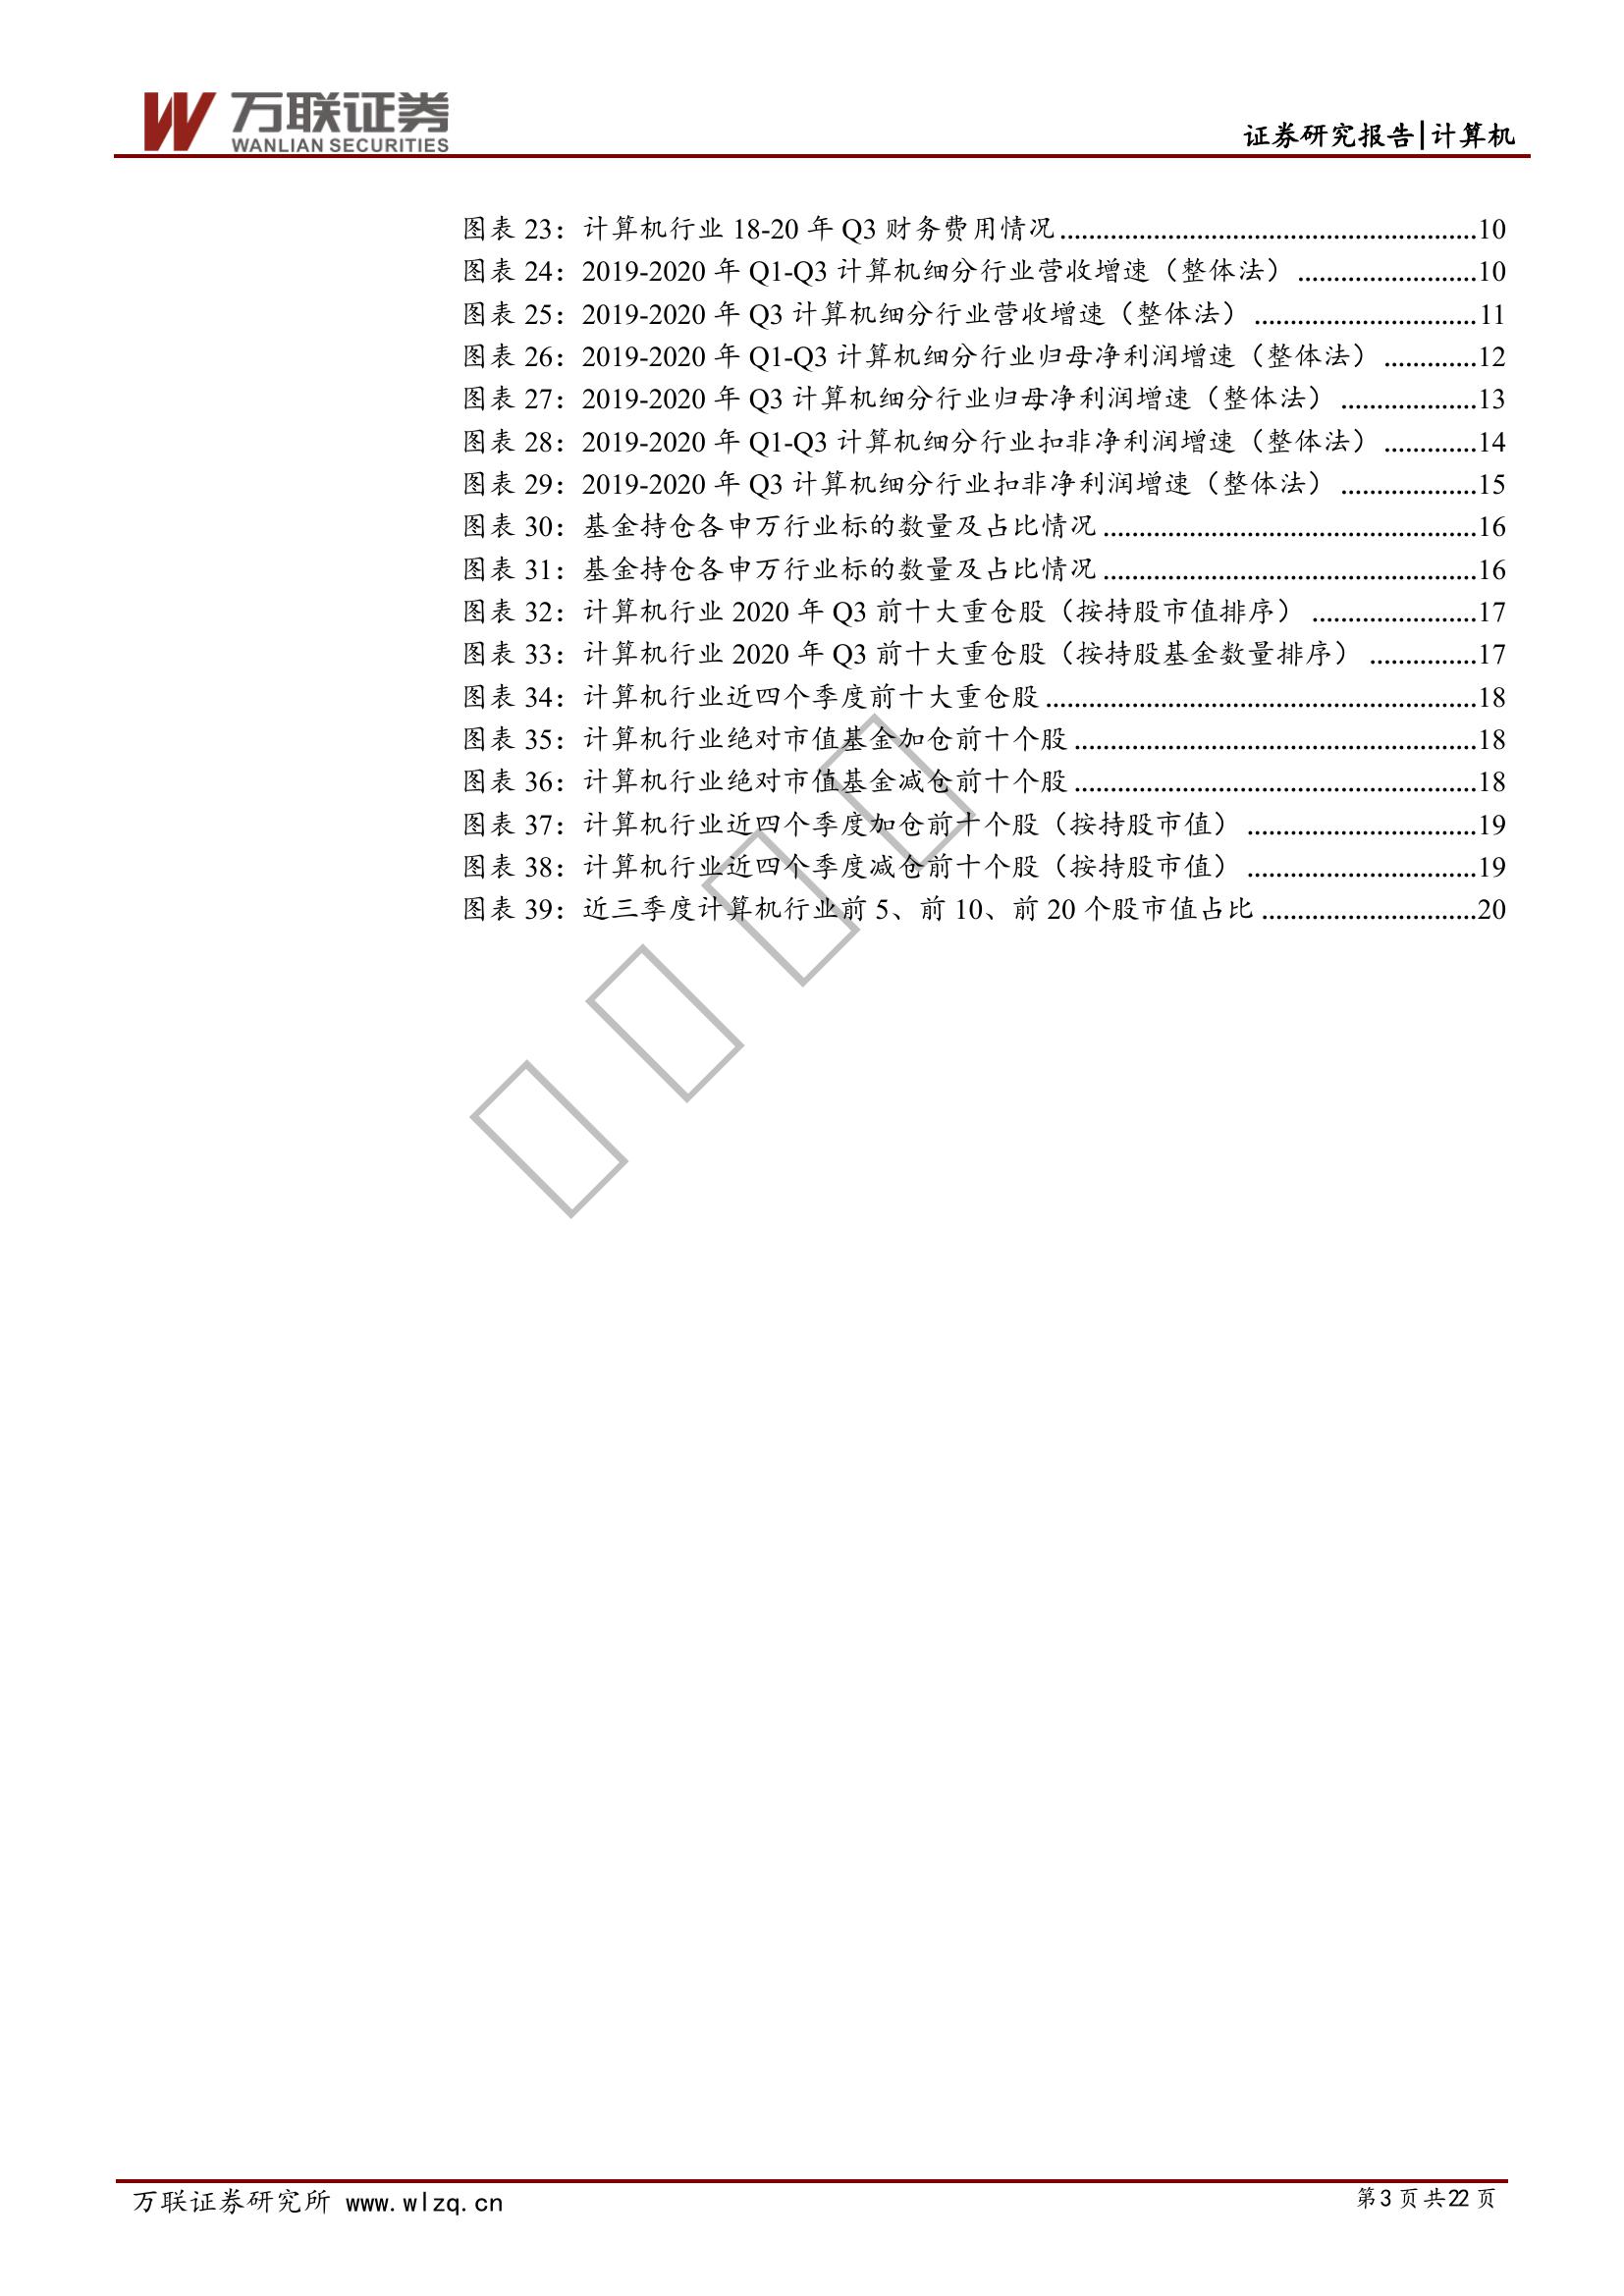 万联证券
WANLIAN SECURITIES
证券研究报告|计算机
图表 23：计算机行业 18-20 年 Q3 财务费用情况..........................................................10
图表 24：2019-2020 年 Q1-Q3 计算机细分行业营收增速（整体法）.........................10
图表 25：2019-2020 年 Q3 计算机细分行业营收增速（整体法）...............................11
图表 26：2019-2020 年 Q1-Q3 计算机细分行业归母净利润增速（整体法）.............12
图表 27：2019-2020 年 Q3 计算机细分行业归母净利润增速（整体法）...................13
图表 28：2019-2020 年 Q1-Q3 计算机细分行业扣非净利润增速（整体法）.............14
图表 29：2019-2020 年 Q3 计算机细分行业扣非净利润增速（整体法）...................15
图表 30：基金持仓各申万行业标的数量及占比情况....................................................16
图表 31：基金持仓各申万行业标的数量及占比情况....................................................16
图表 32：计算机行业 2020 年 Q3 前十大重仓股（按持股市值排序）.......................17
图表 33：计算机行业 2020 年 Q3 前十大重仓股（按持股基金数量排序）...............17
图表 34：计算机行业近四个季度前十大重仓股............................................................18
图表 35：计算机行业绝对市值基金加仓前十个股........................................................18
图表 36：计算机行业绝对市值基金减仓前十个股........................................................18
图表 37：计算机行业近四个季度加仓前十个股（按持股市值）................................19
图表 38：计算机行业近四个季度减仓前十个股（按持股市值）................................19
图表 39：近三季度计算机行业前 5、前 10、前 20 个股市值占比..............................20
万联证券研究所 www.wlzq.cn
第 3 页 共 22 页